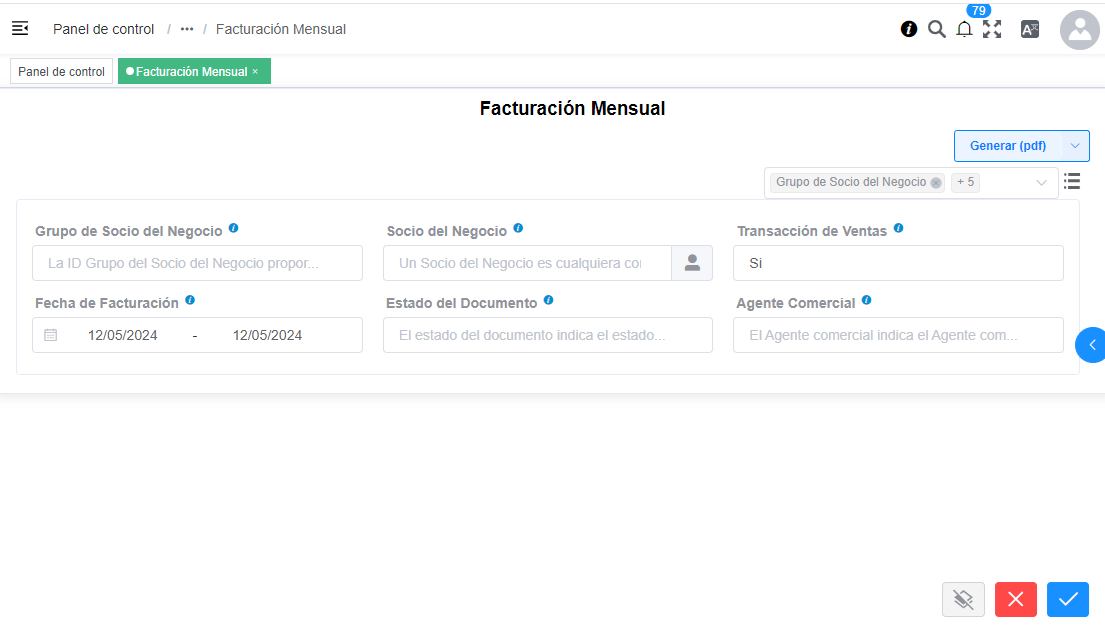 79
Panel de control / ••• / Facturación Mensual
Panel de control
Facturación Mensual ×
Facturación Mensual
Generar (pdf)
Grupo de Socio del Negocio + 5
Grupo de Socio del Negocio Socio del Negocio Transacción de Ventas
La ID Grupo del Socio del Negocio propor... Un Socio del Negocio es cualquiera Si
Fecha de Facturación Estado del Documento Agente Comercial
12/05/2024 - 12/05/2024 El estado del documento indica el estado... El Agente comercial indica el Agente com...